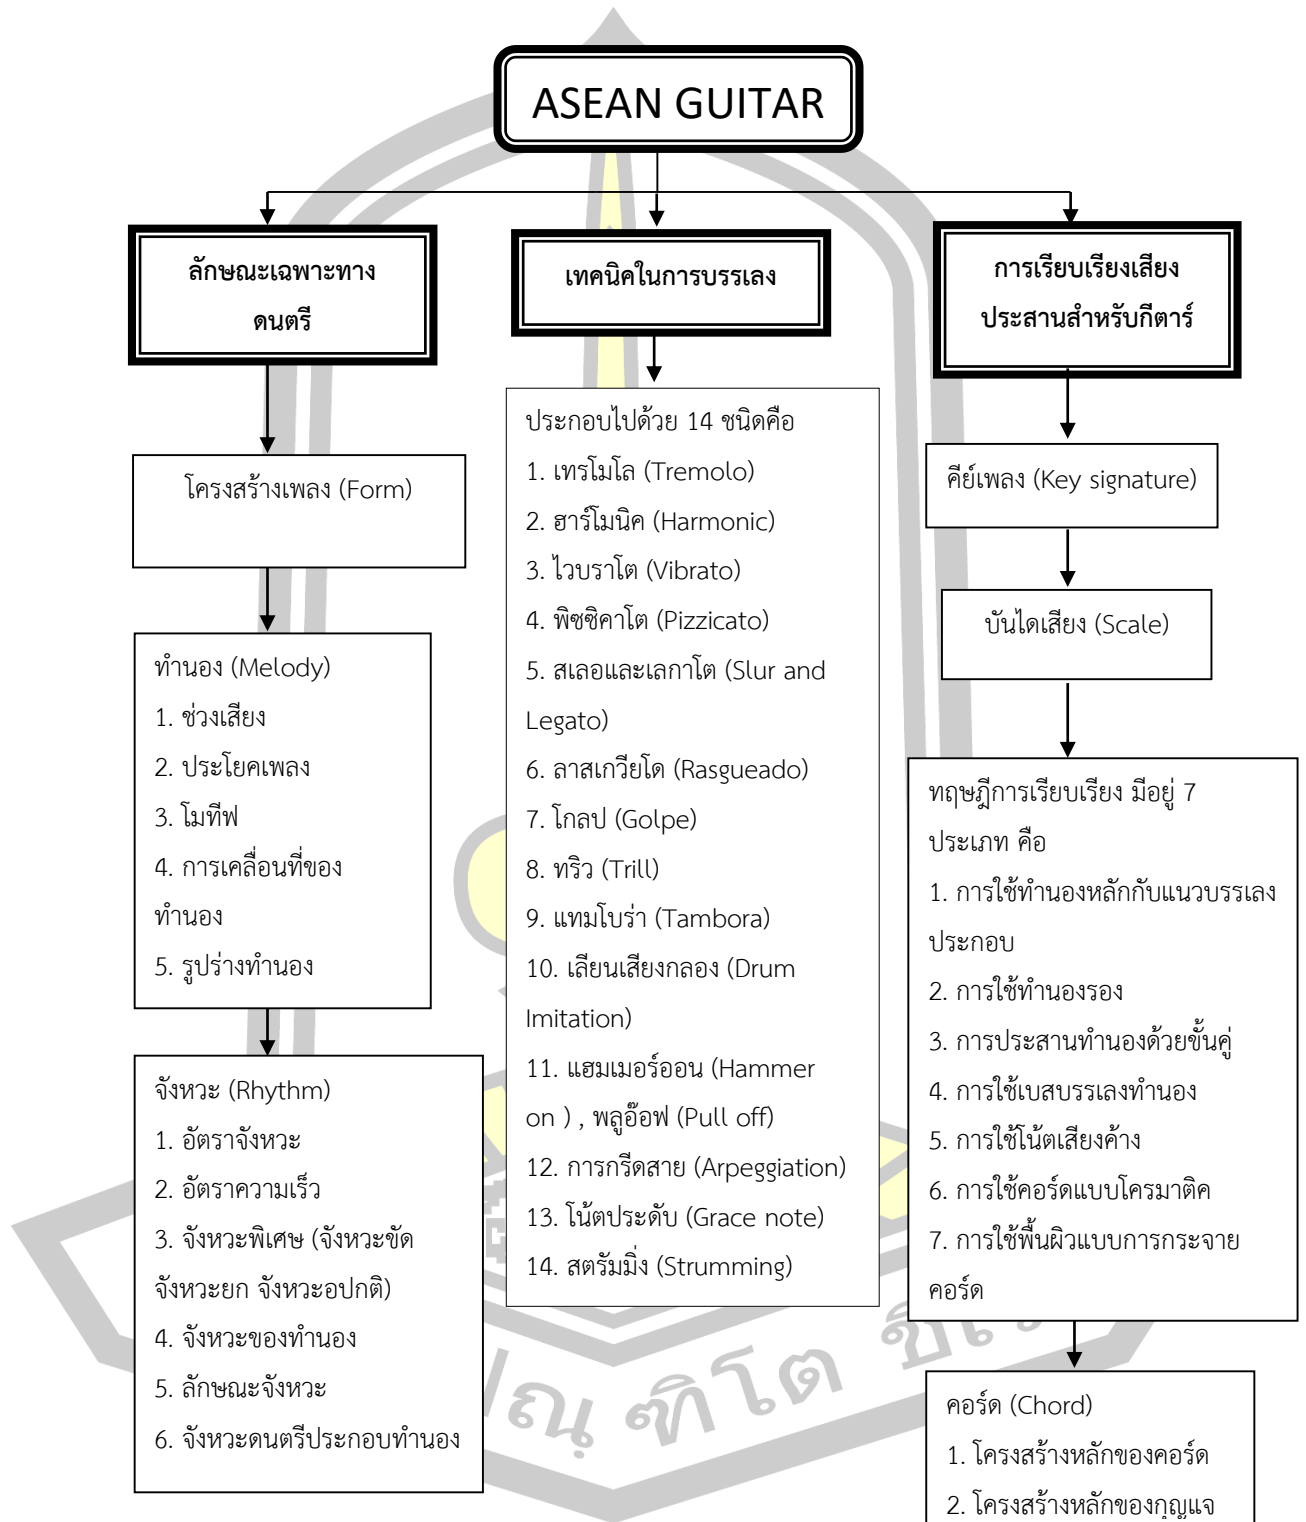 ASEAN GUITAR
ลักษณะเฉพาะทาง
ดนตรี
โครงสร้างเพลง (Form)
ทำนอง (Melody)
1. ช่วงเสียง
2. ประโยคเพลง
3. โมทีฟ
4. การเคลื่อนที่ของ
ทำนอง
5. รูปร่างทำนอง
จังหวะ (Rhythm)
1. อัตราจังหวะ
2. อัตราความเร็ว
3. จังหวะพิเศษ (จังหวะขัด
จังหวะยก จังหวะอปกติ)
4. จังหวะของทำนอง
5. ลักษณะจังหวะ
6. จังหวะดนตรีประกอบทำนอง
เทคนิคในการบรรเลง
ประกอบไปด้วย 14 ชนิดคือ
1. เทรโมโล (Tremolo)
2. ฮาร์โมนิค (Harmonic)
3. ไวบราโต (Vibrato)
4. พิซซิคาโต (Pizzicato)
5. สเลอและเลกาโต (Slur and
Legato)
6. ลาสเกวียโด (Rasgueado)
7. โกลป (Golpe)
8. ทริว (Trill)
9. แทมโบร่า (Tambora)
10. เลียนเสียงกลอง (Drum
Imitation)
11. แฮมเมอร์ออน (Hammer
on ) , พลูอ๊อฟ (Pull off)
12. การกรีดสาย (Arpeggiation)
13. โน้ตประดับ (Grace note)
14. สตรัมมิ่ง (Strumming)
การเรียบเรียงเสียง
ประสานสำหรับกีตาร์
คีย์เพลง (Key signature)
บันไดเสียง (Scale)
ทฤษฎีการเรียบเรียง มีอยู่ 7
ประเภท คือ
1. การใช้ทำนองหลักกับแนวบรรเลง
ประกอบ
2. การใช้ทำนองรอง
3. การประสานทำนองด้วยขั้นคู่
4. การใช้เบสบรรเลงทำนอง
5. การใช้โน้ตเสียงค้าง
6. การใช้คอร์ดแบบโครมาติค
7. การใช้พื้นผิวแบบการกระจาย
คอร์ด
คอร์ด (Chord)
1. โครงสร้างหลักของคอร์ด
2. โครงสร้างหลักของกุญแจ